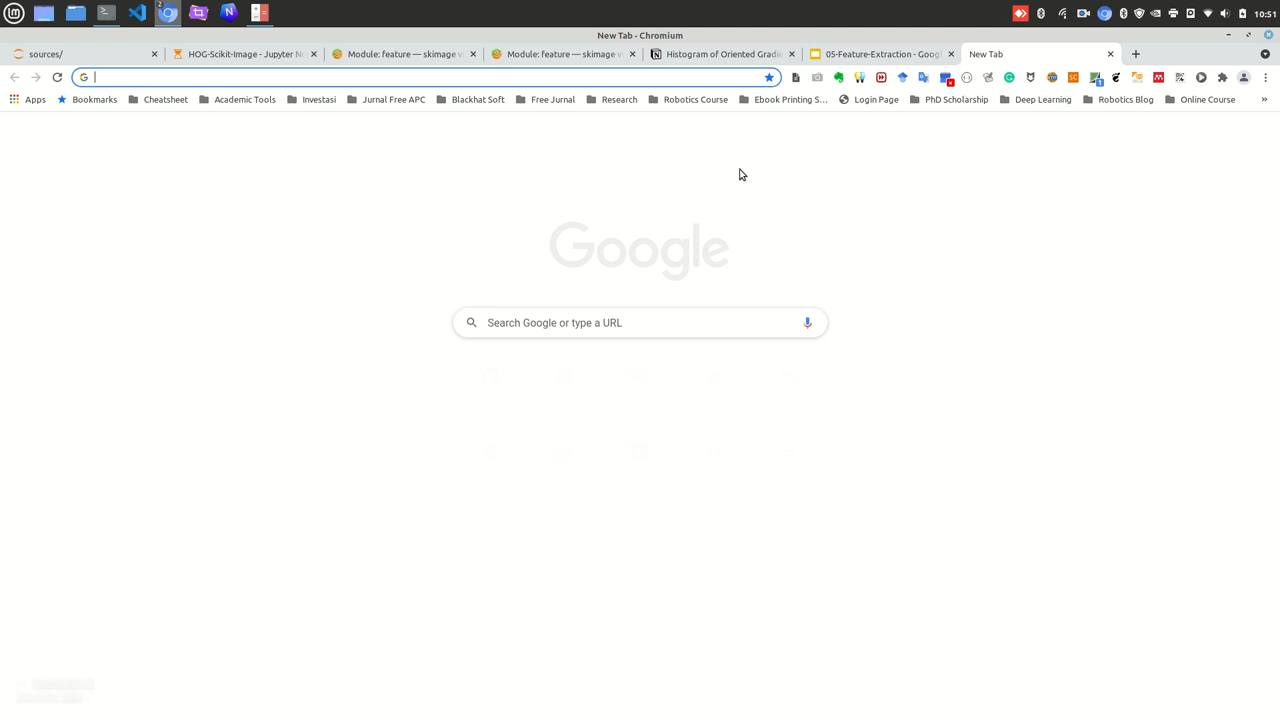 10:51
New Tab - Chromium
sources/
HOG-Scikit-Image - Jupyter No
Module: feature — skimage v
Module: feature — skimage v
Histogram of Oriented Gradie
05-Feature-Extraction - Goog
New Tab
Apps
Bookmarks
Cheatsheet
Academic Tools
Investasi
Jurnal Free APC
Blackhat Soft
Free Jurnal
Research
Robotics Course
Ebook Printing S...
Login Page
PhD Scholarship
Deep Learning
Robotics Blog
Online Course
»
Google
Search Google or type a URL